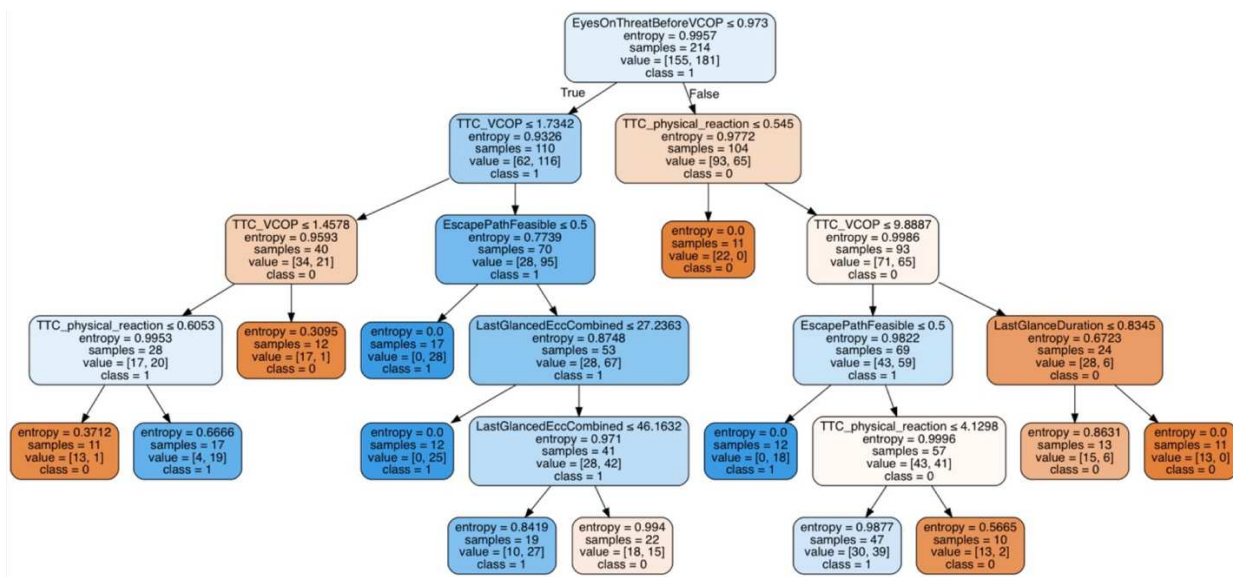 EyesOnThreatBeforeVCOP ≤ 0.973
entropy = 0.9957
samples = 214
value = [155, 181]
class = 1
True
False
TTC_VCOP ≤ 1.7342
entropy = 0.9326
samples = 110
value = [62, 116]
class = 1
TTC_physical_reaction ≤ 0.545
entropy = 0.9772
samples = 104
value = [93, 65]
class = 0
TTC_VCOP ≤ 1.4578
entropy = 0.9593
samples = 40
value = [34, 21]
class = 0
EscapePathFeasible ≤ 0.5
entropy = 0.7739
samples = 70
value = [28, 95]
class = 1
entropy = 0.0
samples = 11
value = [22, 0]
class = 0
TTC_VCOP ≤ 9.8887
entropy = 0.9986
samples = 93
value = [71, 65]
class = 0
TTC_physical_reaction ≤ 0.6053
entropy = 0.9953
samples = 28
value = [17, 20]
class = 1
entropy = 0.3095
samples = 12
value = [17, 1]
class = 0
entropy = 0.0
samples = 17
value = [0, 28]
class = 1
LastGlancedEccCombined ≤ 27.2363
entropy = 0.8748
samples = 53
value = [28, 67]
class = 1
EscapePathFeasible ≤ 0.5
entropy = 0.9822
samples = 69
value = [43, 59]
class = 1
LastGlanceDuration ≤ 0.8345
entropy = 0.6723
samples = 24
value = [28, 6]
class = 0
entropy = 0.3712
samples = 11
value = [13, 1]
class = 0
entropy = 0.6666
samples = 17
value = [4, 19]
class = 1
entropy = 0.0
samples = 12
value = [0, 25]
class = 1
LastGlancedEccCombined ≤ 46.1632
entropy = 0.971
samples = 41
value = [28, 42]
class = 1
entropy = 0.0
samples = 12
value = [0, 18]
class = 1
TTC_physical_reaction ≤ 4.1298
entropy = 0.9996
samples = 57
value = [43, 41]
class = 0
entropy = 0.8631
samples = 13
value = [15, 6]
class = 0
entropy = 0.0
samples = 11
value = [13, 0]
class = 0
entropy = 0.8419
samples = 19
value = [10, 27]
class = 1
entropy = 0.994
samples = 22
value = [18, 15]
class = 0
entropy = 0.9877
samples = 47
value = [30, 39]
class = 1
entropy = 0.5665
samples = 10
value = [13, 2]
class = 0